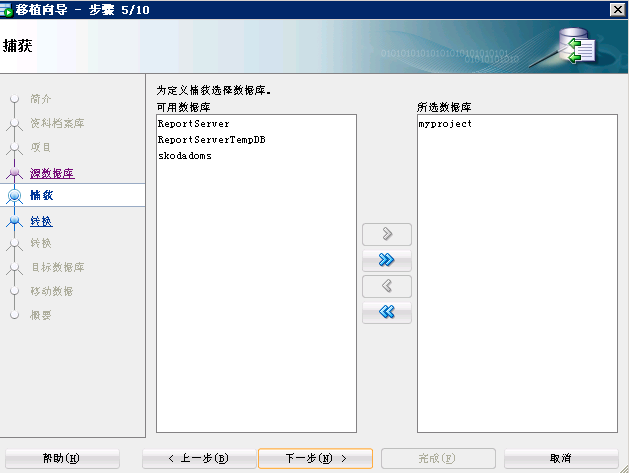 移植向导 - 步骤 5/10
捕获
010101010101010101010101
0101010101010
简介
资料档案库
项目
源数据库
捕获
转换
转换
目标数据库
移动数据
概要
为定义捕获选择数据库。
可用数据库
ReportServer
ReportServerTempDB
skodadoms
所选数据库
myproject
帮助(H)
< 上一步(B)
下一步(N) >
完成(F)
取消